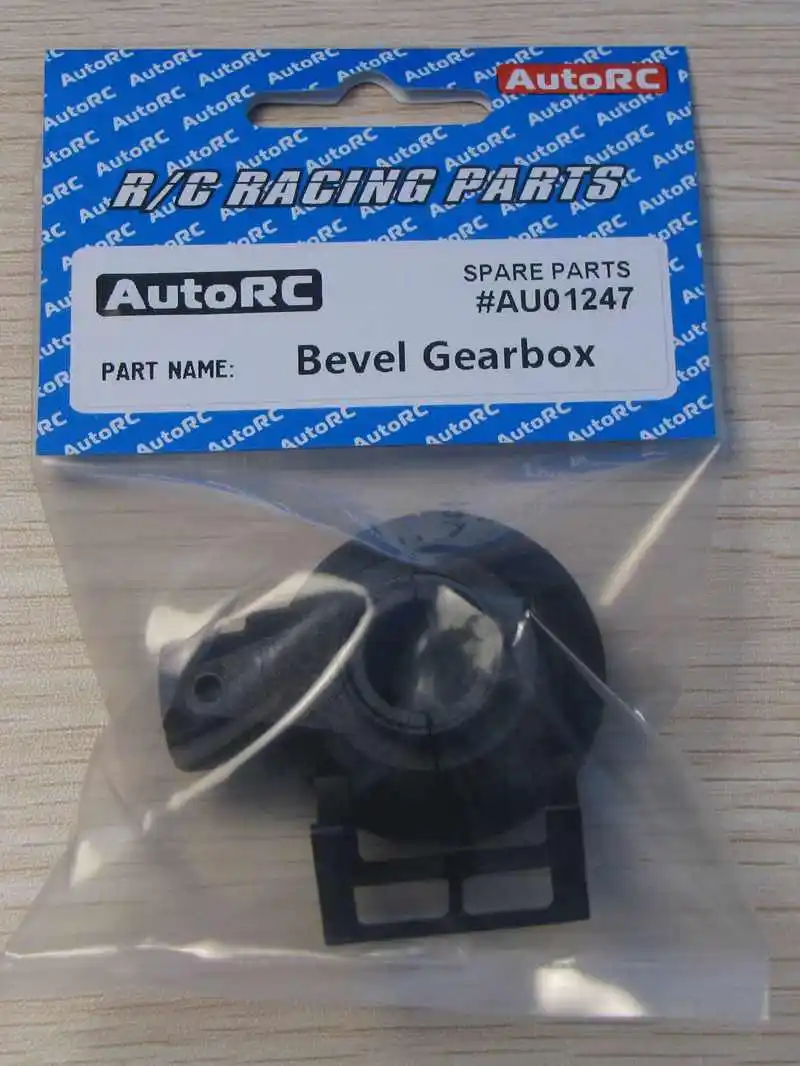 AutoRC
R/C RACING PARTS
AutoRC
SPARE PARTS
#AU01247
PART NAME:
Bevel Gearbox